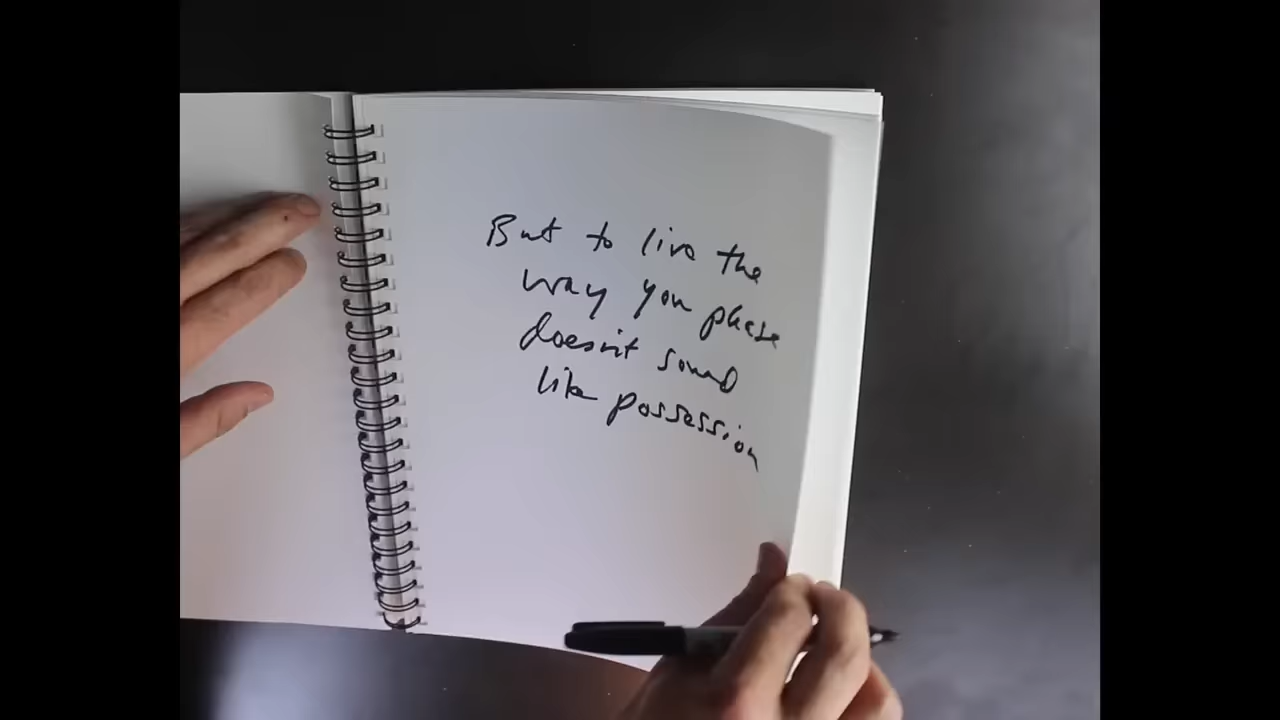 But to live the
way you please
doesn't sound
like possession